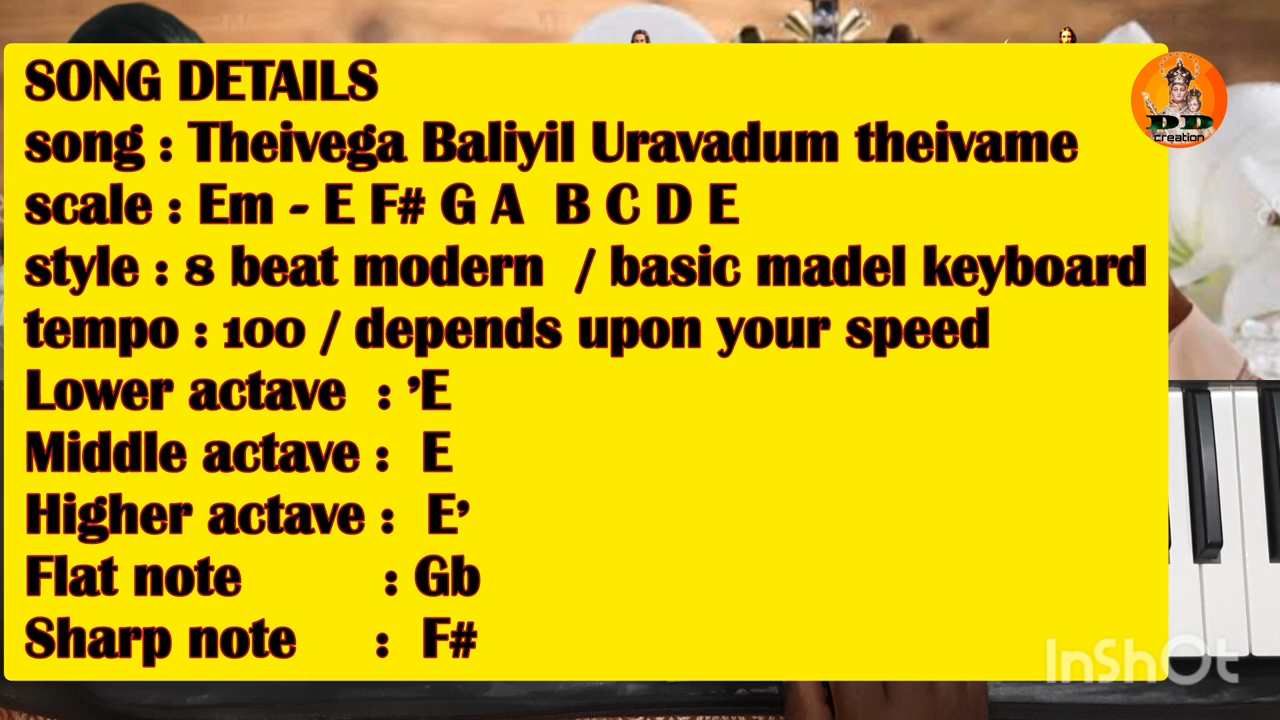 SONG DETAILS
song : Theivega Baliyil Uravadum theivame
scale : Em - E F# G A B C D E
style : 8 beat modern / basic madel keyboard
tempo : 100 / depends upon your speed
Lower actave : ’E
Middle actave : E
Higher actave : E’
Flat note : Gb
Sharp note : F#
DD
creation
InShOt